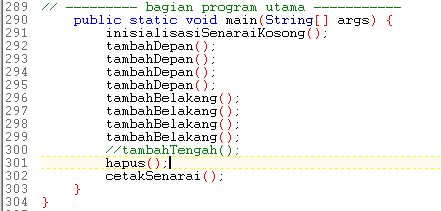 289 // ---------- bagian program utama -----------
290 public static void main(String[] args) {
291 inisialisasiSenaraiKosong();
292 tambahDepan();
293 tambahDepan();
294 tambahDepan();
295 tambahDepan();
296 tambahBelakang();
297 tambahBelakang();
298 tambahBelakang();
299 tambahBelakang();
300 //tambahTengah();
301 hapus();
302 cetakSenarai();
303 }
304 }